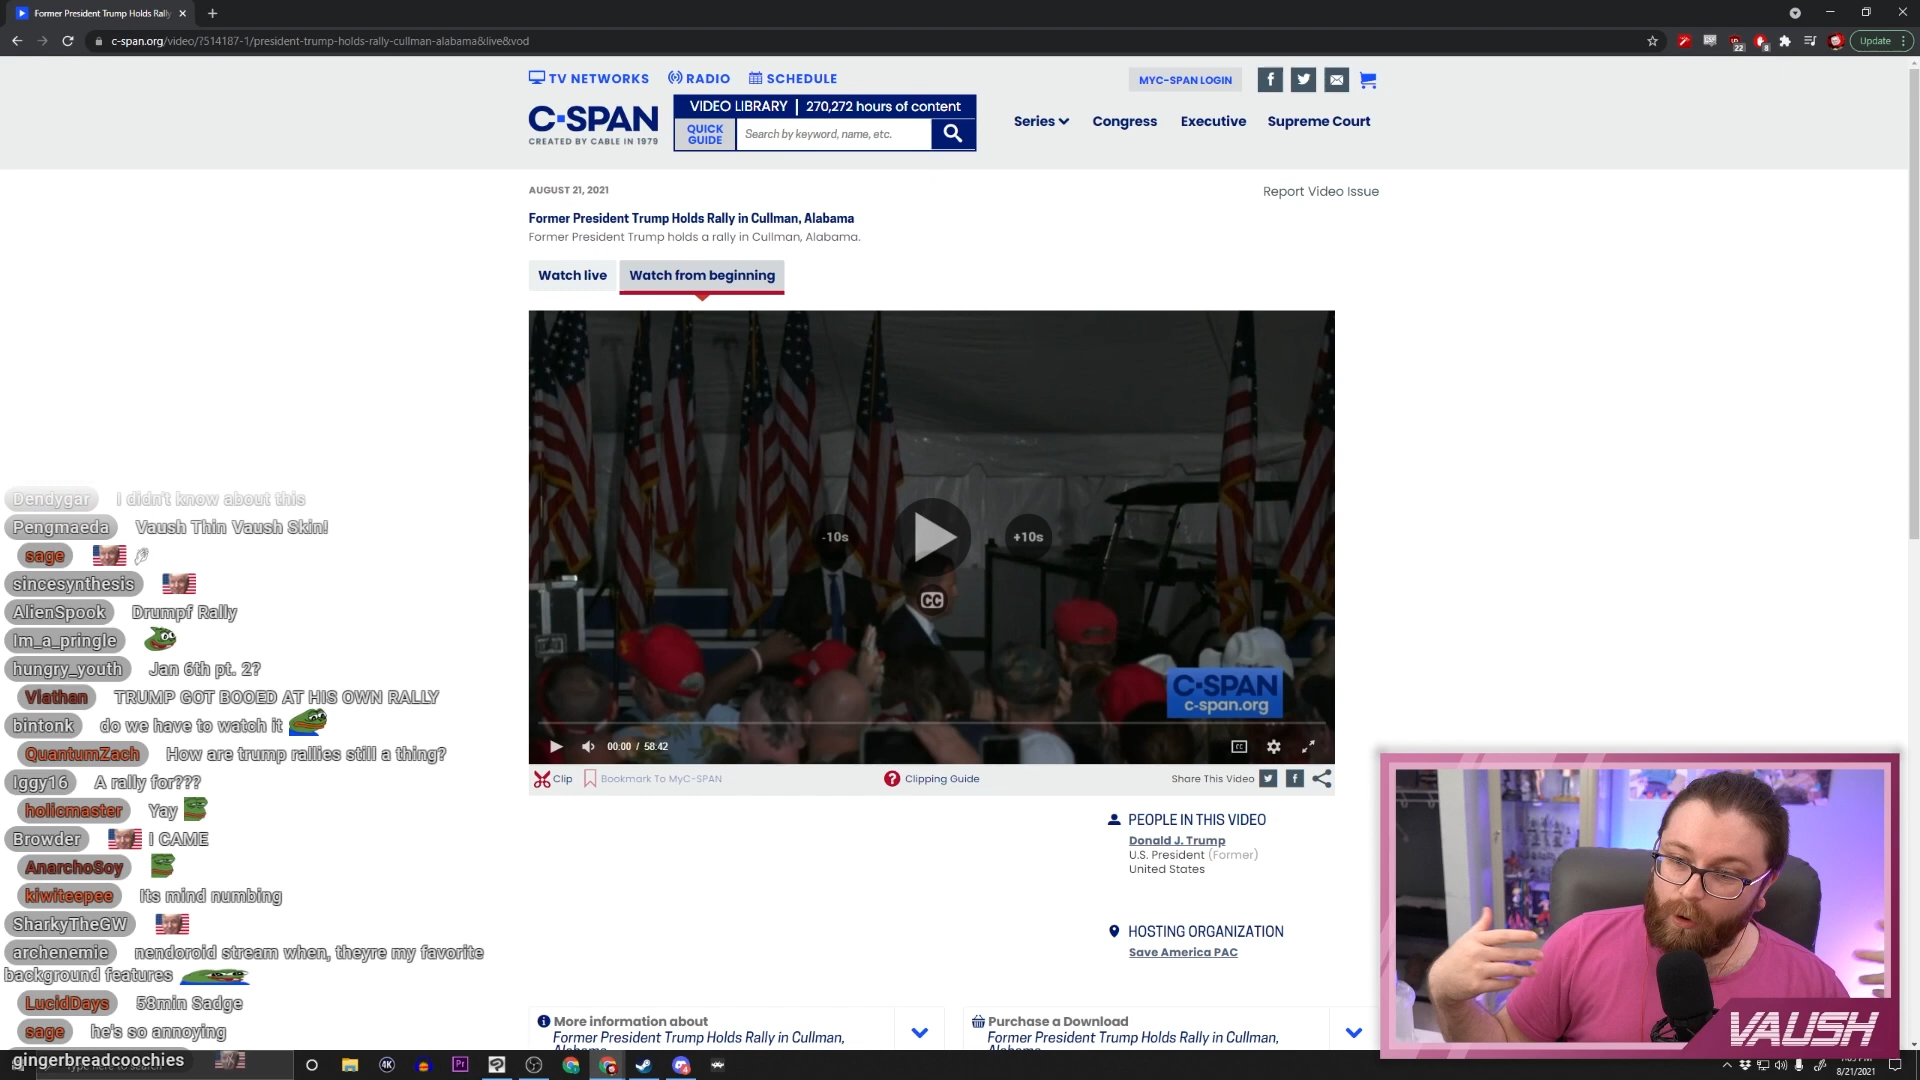 Former President Trump Holds Rally
c-span.org/video/?514187-1/president-trump-holds-rally-cullman-alabama&live&vod
22
8
Update
TV NETWORKS
RADIO
SCHEDULE
MYC-SPAN LOGIN
C-SPAN
CREATED BY CABLE IN 1979
VIDEO LIBRARY | 270,272 hours of content
QUICK GUIDE
Search by keyword, name, etc.
Series
Congress
Executive
Supreme Court
AUGUST 21, 2021
Report Video Issue
Former President Trump Holds Rally in Cullman, Alabama
Former President Trump holds a rally in Cullman, Alabama.
Watch live
Watch from beginning
-10s
+10s
CC
C-SPAN
c-span.org
00:00 / 58:42
CC
Clip
Bookmark To MyC-SPAN
Clipping Guide
Share This Video
PEOPLE IN THIS VIDEO
Donald J. Trump
U.S. President (Former)
United States
HOSTING ORGANIZATION
Save America PAC
More information about
Former President Trump Holds Rally in Cullman,
Purchase a Download
Former President Trump Holds Rally in Cullman,
Dendygar I didn't know about this
Pengmaeda Vaush Thin Vaush Skin!
sage
sincesynthesis
AlienSpook Drumpf Rally
Im_a_pringle
hungry_youth Jan 6th pt. 2?
Viathan TRUMP GOT BOOED AT HIS OWN RALLY
bintonk do we have to watch it
QuantumZach How are trump rallies still a thing?
Iggy16 A rally for???
holicmaster Yay
Browder I CAME
AnarchoSoy
kiwiteepee Its mind numbing
SharkyTheGW
archenemie nendoroid stream when, theyre my favorite
background features
LucidDays 58min Sadge
sage he's so annoying
gingerbreadcoochies
VAUSH
4K
Pr
8/21/2021